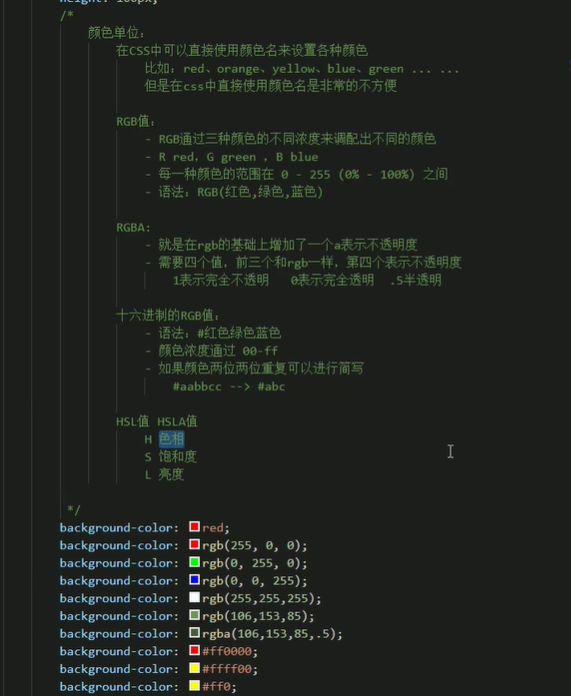 /*
颜色单位:
在CSS中可以直接使用颜色名来设置各种颜色
比如:red、orange、yellow、blue、green ... ...
但是在css中直接使用颜色名是非常的不方便
RGB值:
- RGB通过三种颜色的不同浓度来调配出不同的颜色
- R red,G green ,B blue
- 每一种颜色的范围在 0 - 255 (0% - 100%) 之间
- 语法:RGB(红色,绿色,蓝色)
RGBA:
- 就是在rgb的基础上增加了一个a表示不透明度
- 需要四个值,前三个和rgb一样,第四个表示不透明度
1表示完全不透明 0表示完全透明 .5半透明
十六进制的RGB值:
- 语法:#红色绿色蓝色
- 颜色浓度通过 00-ff
- 如果颜色两位两位重复可以进行简写
#aabbcc --> #abc
HSL值 HSLA值
H 色相
S 饱和度
L 亮度
*/
background-color: red;
background-color: rgb(255, 0, 0);
background-color: rgb(0, 255, 0);
background-color: rgb(0, 0, 255);
background-color: rgb(255,255,255);
background-color: rgb(106,153,85);
background-color: rgba(106,153,85,.5);
background-color: #ff0000;
background-color: #ffff00;
background-color: #ff0;